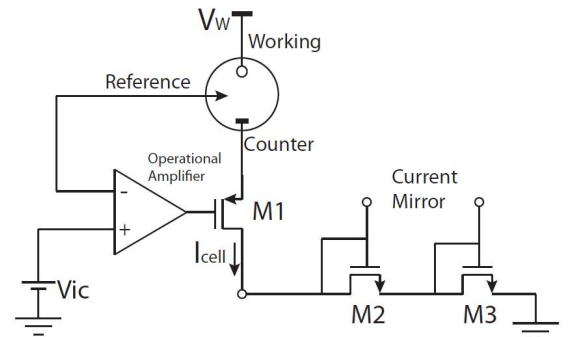 Vw
Working
Reference
Counter
Operational
Amplifier
-
+
M1
Current
Mirror
Icell
Vic
M2
M3